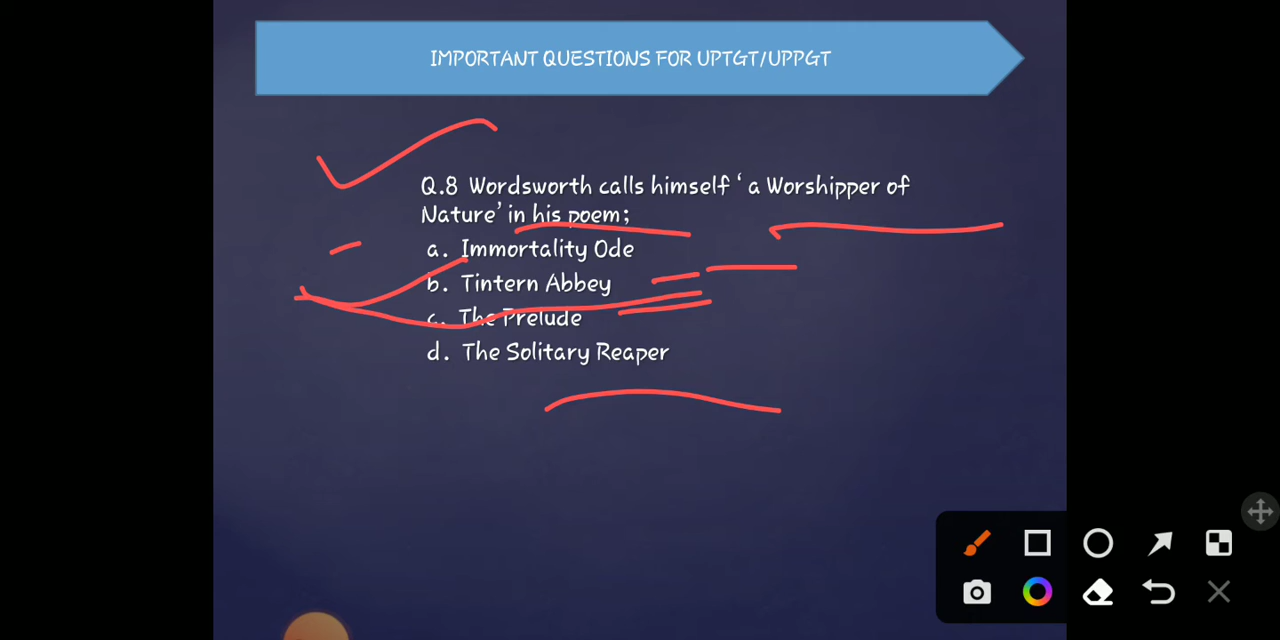 IMPORTANT QUESTIONS FOR UPTGT/UPPGT
Q.8 Wordsworth calls himself ‘ a Worshipper of
Nature’ in his poem;
a. Immortality Ode
b. Tintern Abbey
c. The Prelude
d. The Solitary Reaper